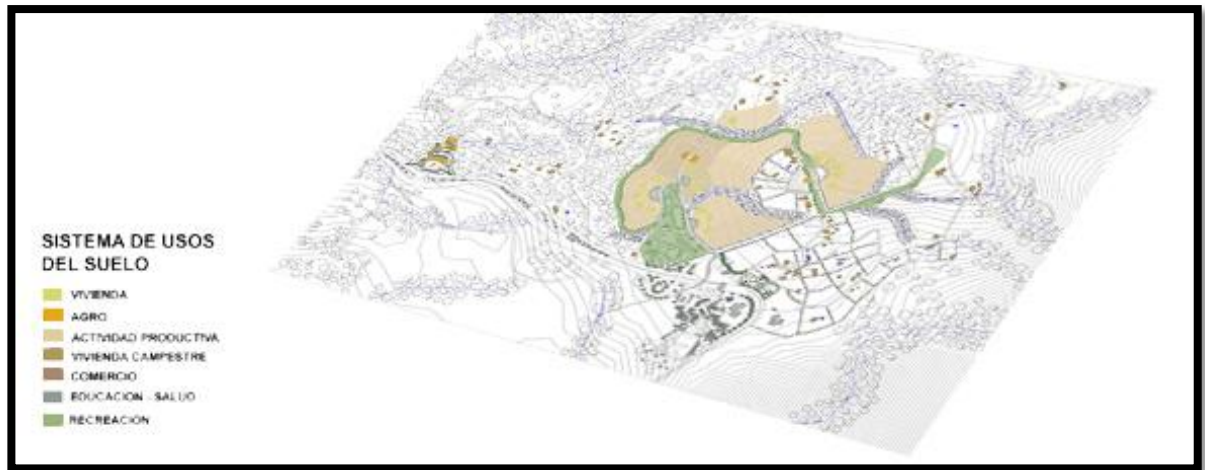 SISTEMA DE USOS
DEL SUELO
VIVIENDA
AGRO
ACTIVIDAD PRODUCTIVA
VIVIENDA CAMPESTRE
COMERCIO
EDUCACION - SALUD
RECREACION